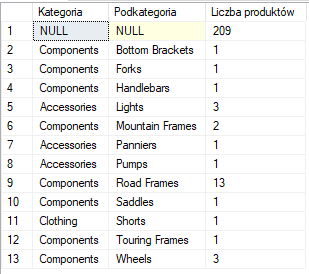 Kategoria Podkategoria Liczba produktów
1 NULL NULL 209
2 Components Bottom Brackets 1
3 Components Forks 1
4 Components Handlebars 1
5 Accessories Lights 3
6 Components Mountain Frames 2
7 Accessories Panniers 1
8 Accessories Pumps 1
9 Components Road Frames 13
10 Components Saddles 1
11 Clothing Shorts 1
12 Components Touring Frames 1
13 Components Wheels 3